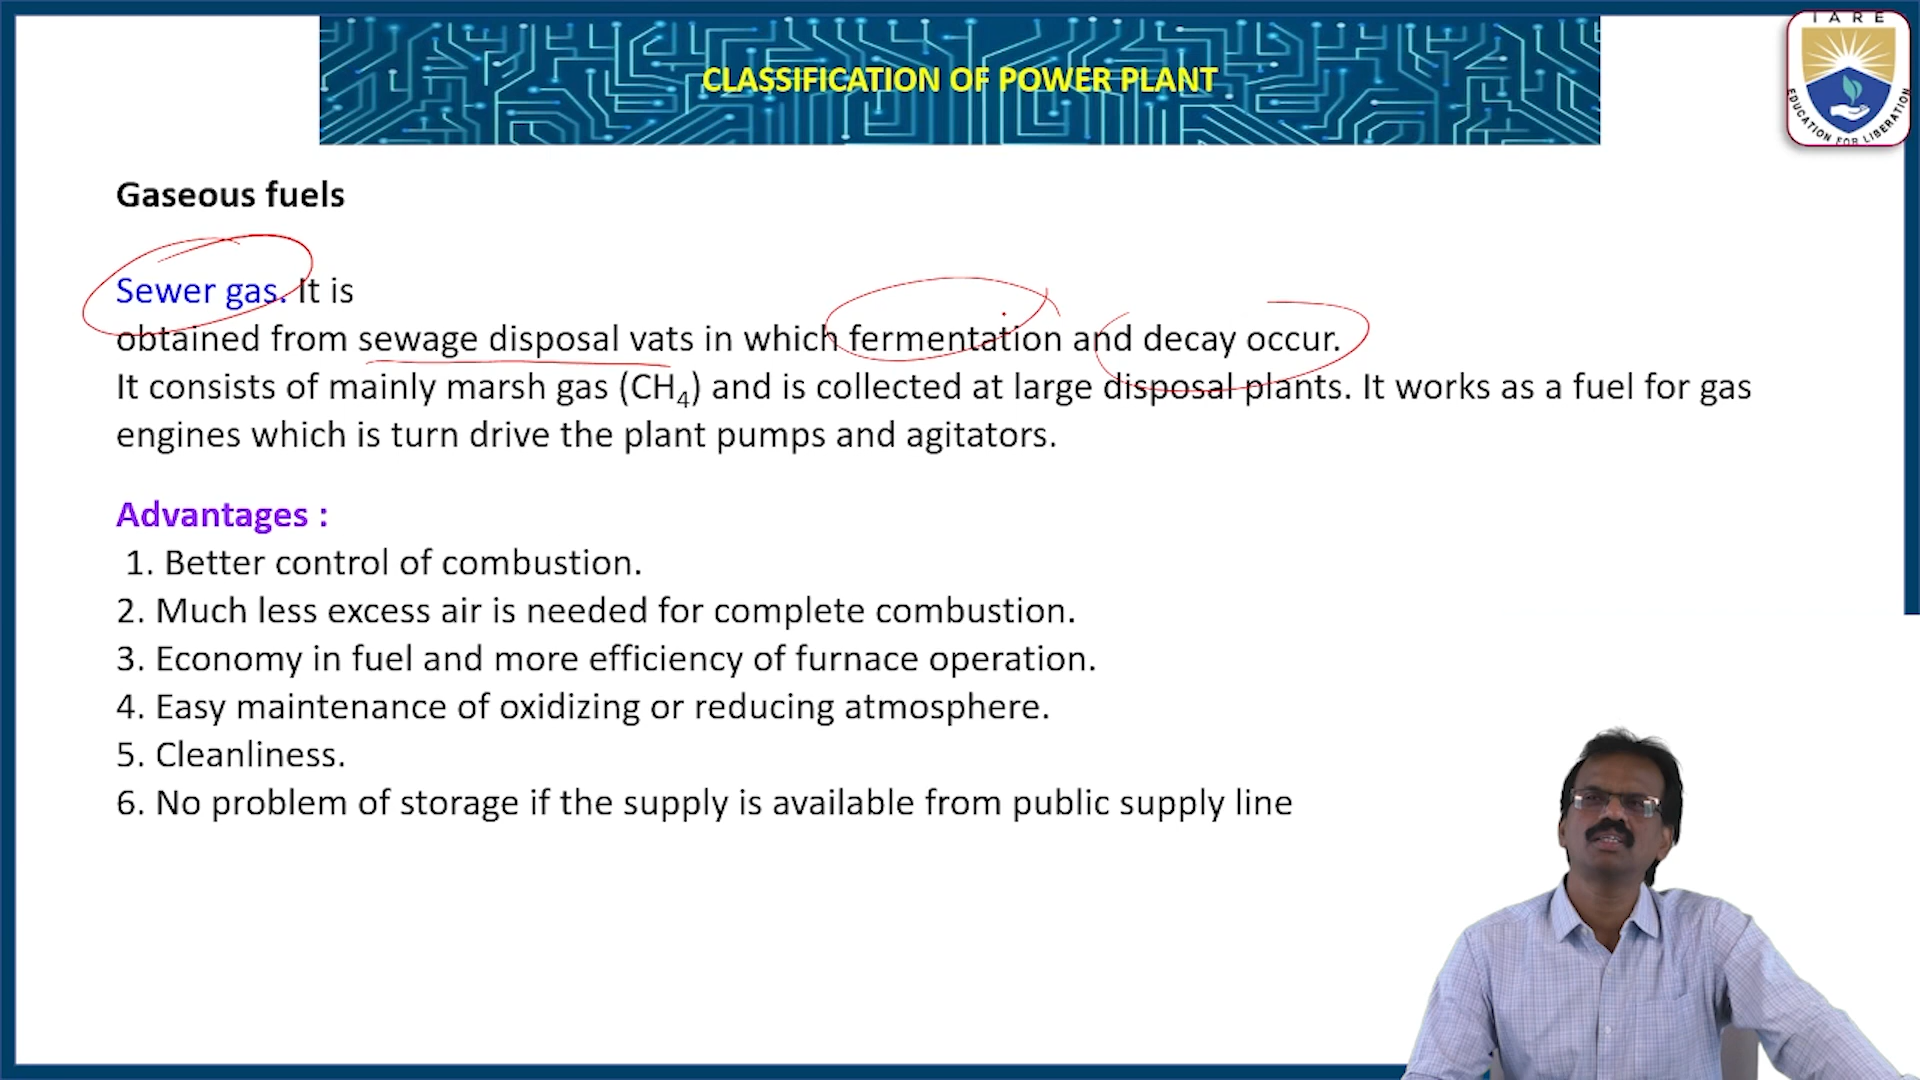 CLASSIFICATION OF POWER PLANT
IARE
EDUCATION FOR LIBERATION
Gaseous fuels
Sewer gas. It is
obtained from sewage disposal vats in which fermentation and decay occur.
It consists of mainly marsh gas (CH₄) and is collected at large disposal plants. It works as a fuel for gas
engines which is turn drive the plant pumps and agitators.
Advantages :
1. Better control of combustion.
2. Much less excess air is needed for complete combustion.
3. Economy in fuel and more efficiency of furnace operation.
4. Easy maintenance of oxidizing or reducing atmosphere.
5. Cleanliness.
6. No problem of storage if the supply is available from public supply line